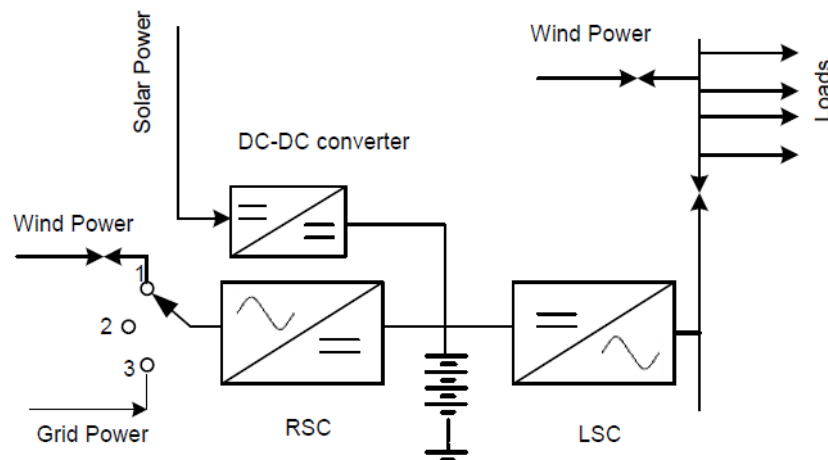 Wind Power
Solar Power
Loads
DC-DC converter
Wind Power
1
2
3
Grid Power
RSC
LSC